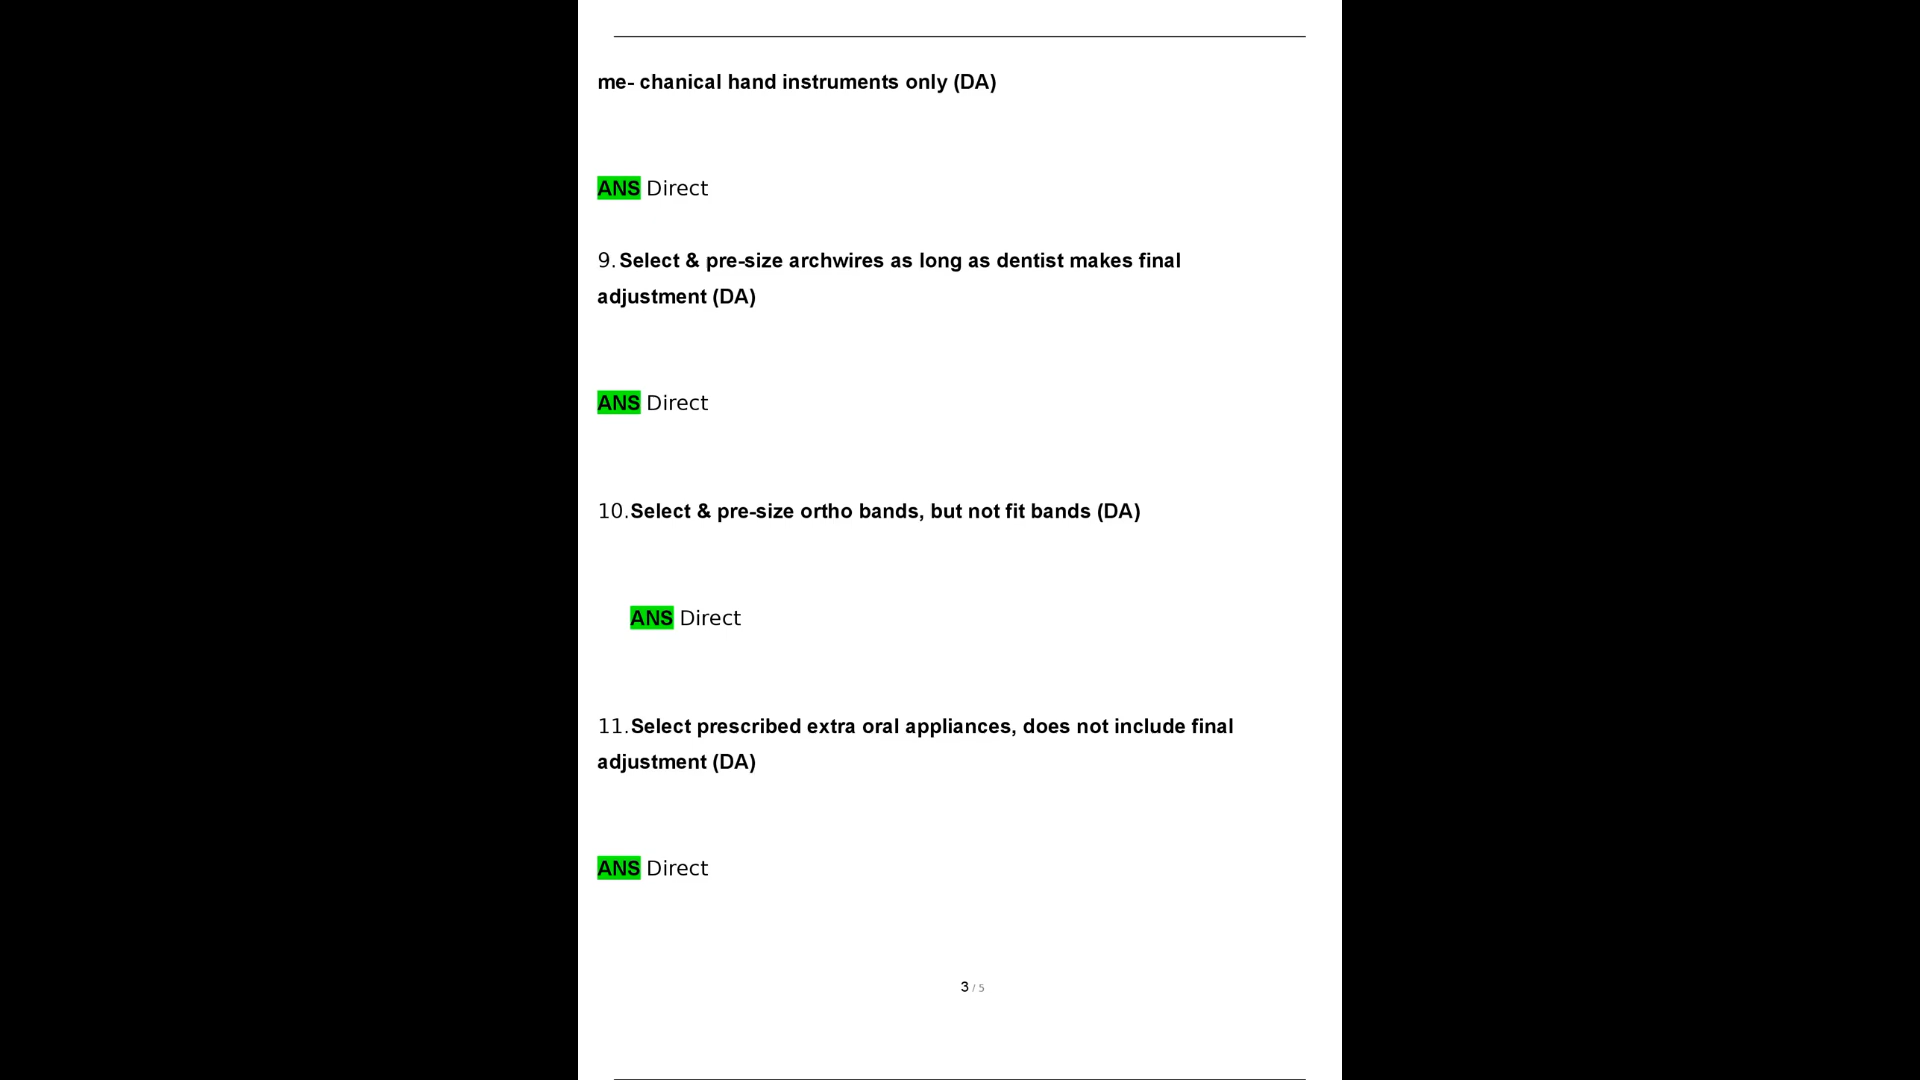 me- chanical hand instruments only (DA)
ANS Direct
9. Select & pre-size archwires as long as dentist makes final
adjustment (DA)
ANS Direct
10. Select & pre-size ortho bands, but not fit bands (DA)
ANS Direct
11. Select prescribed extra oral appliances, does not include final
adjustment (DA)
ANS Direct
3 / 5